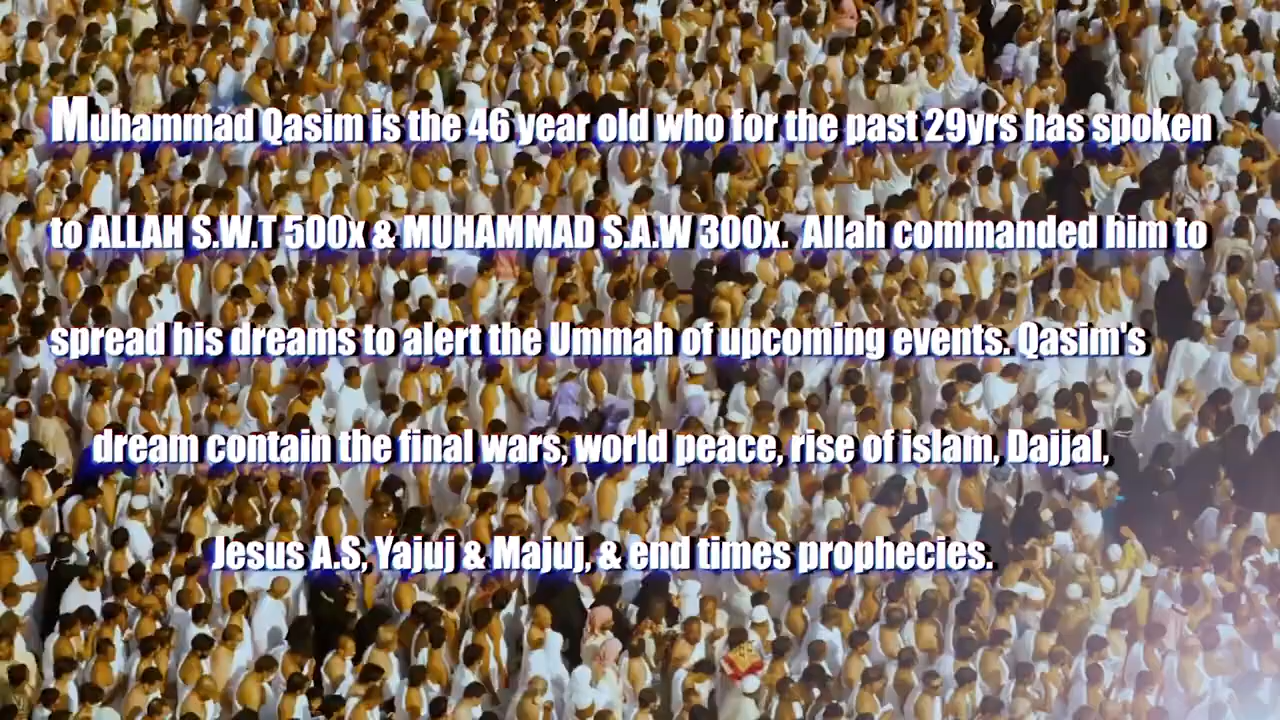 Muhammad Qasim is the 46 year old who for the past 29yrs has spoken
to ALLAH S.W.T 500x & MUHAMMAD S.A.W 300x. Allah commanded him to
spread his dreams to alert the Ummah of upcoming events. Qasim's
dream contain the final wars, world peace, rise of islam, Dajjal,
Jesus A.S, Yajuj & Majuj, & end times prophecies.